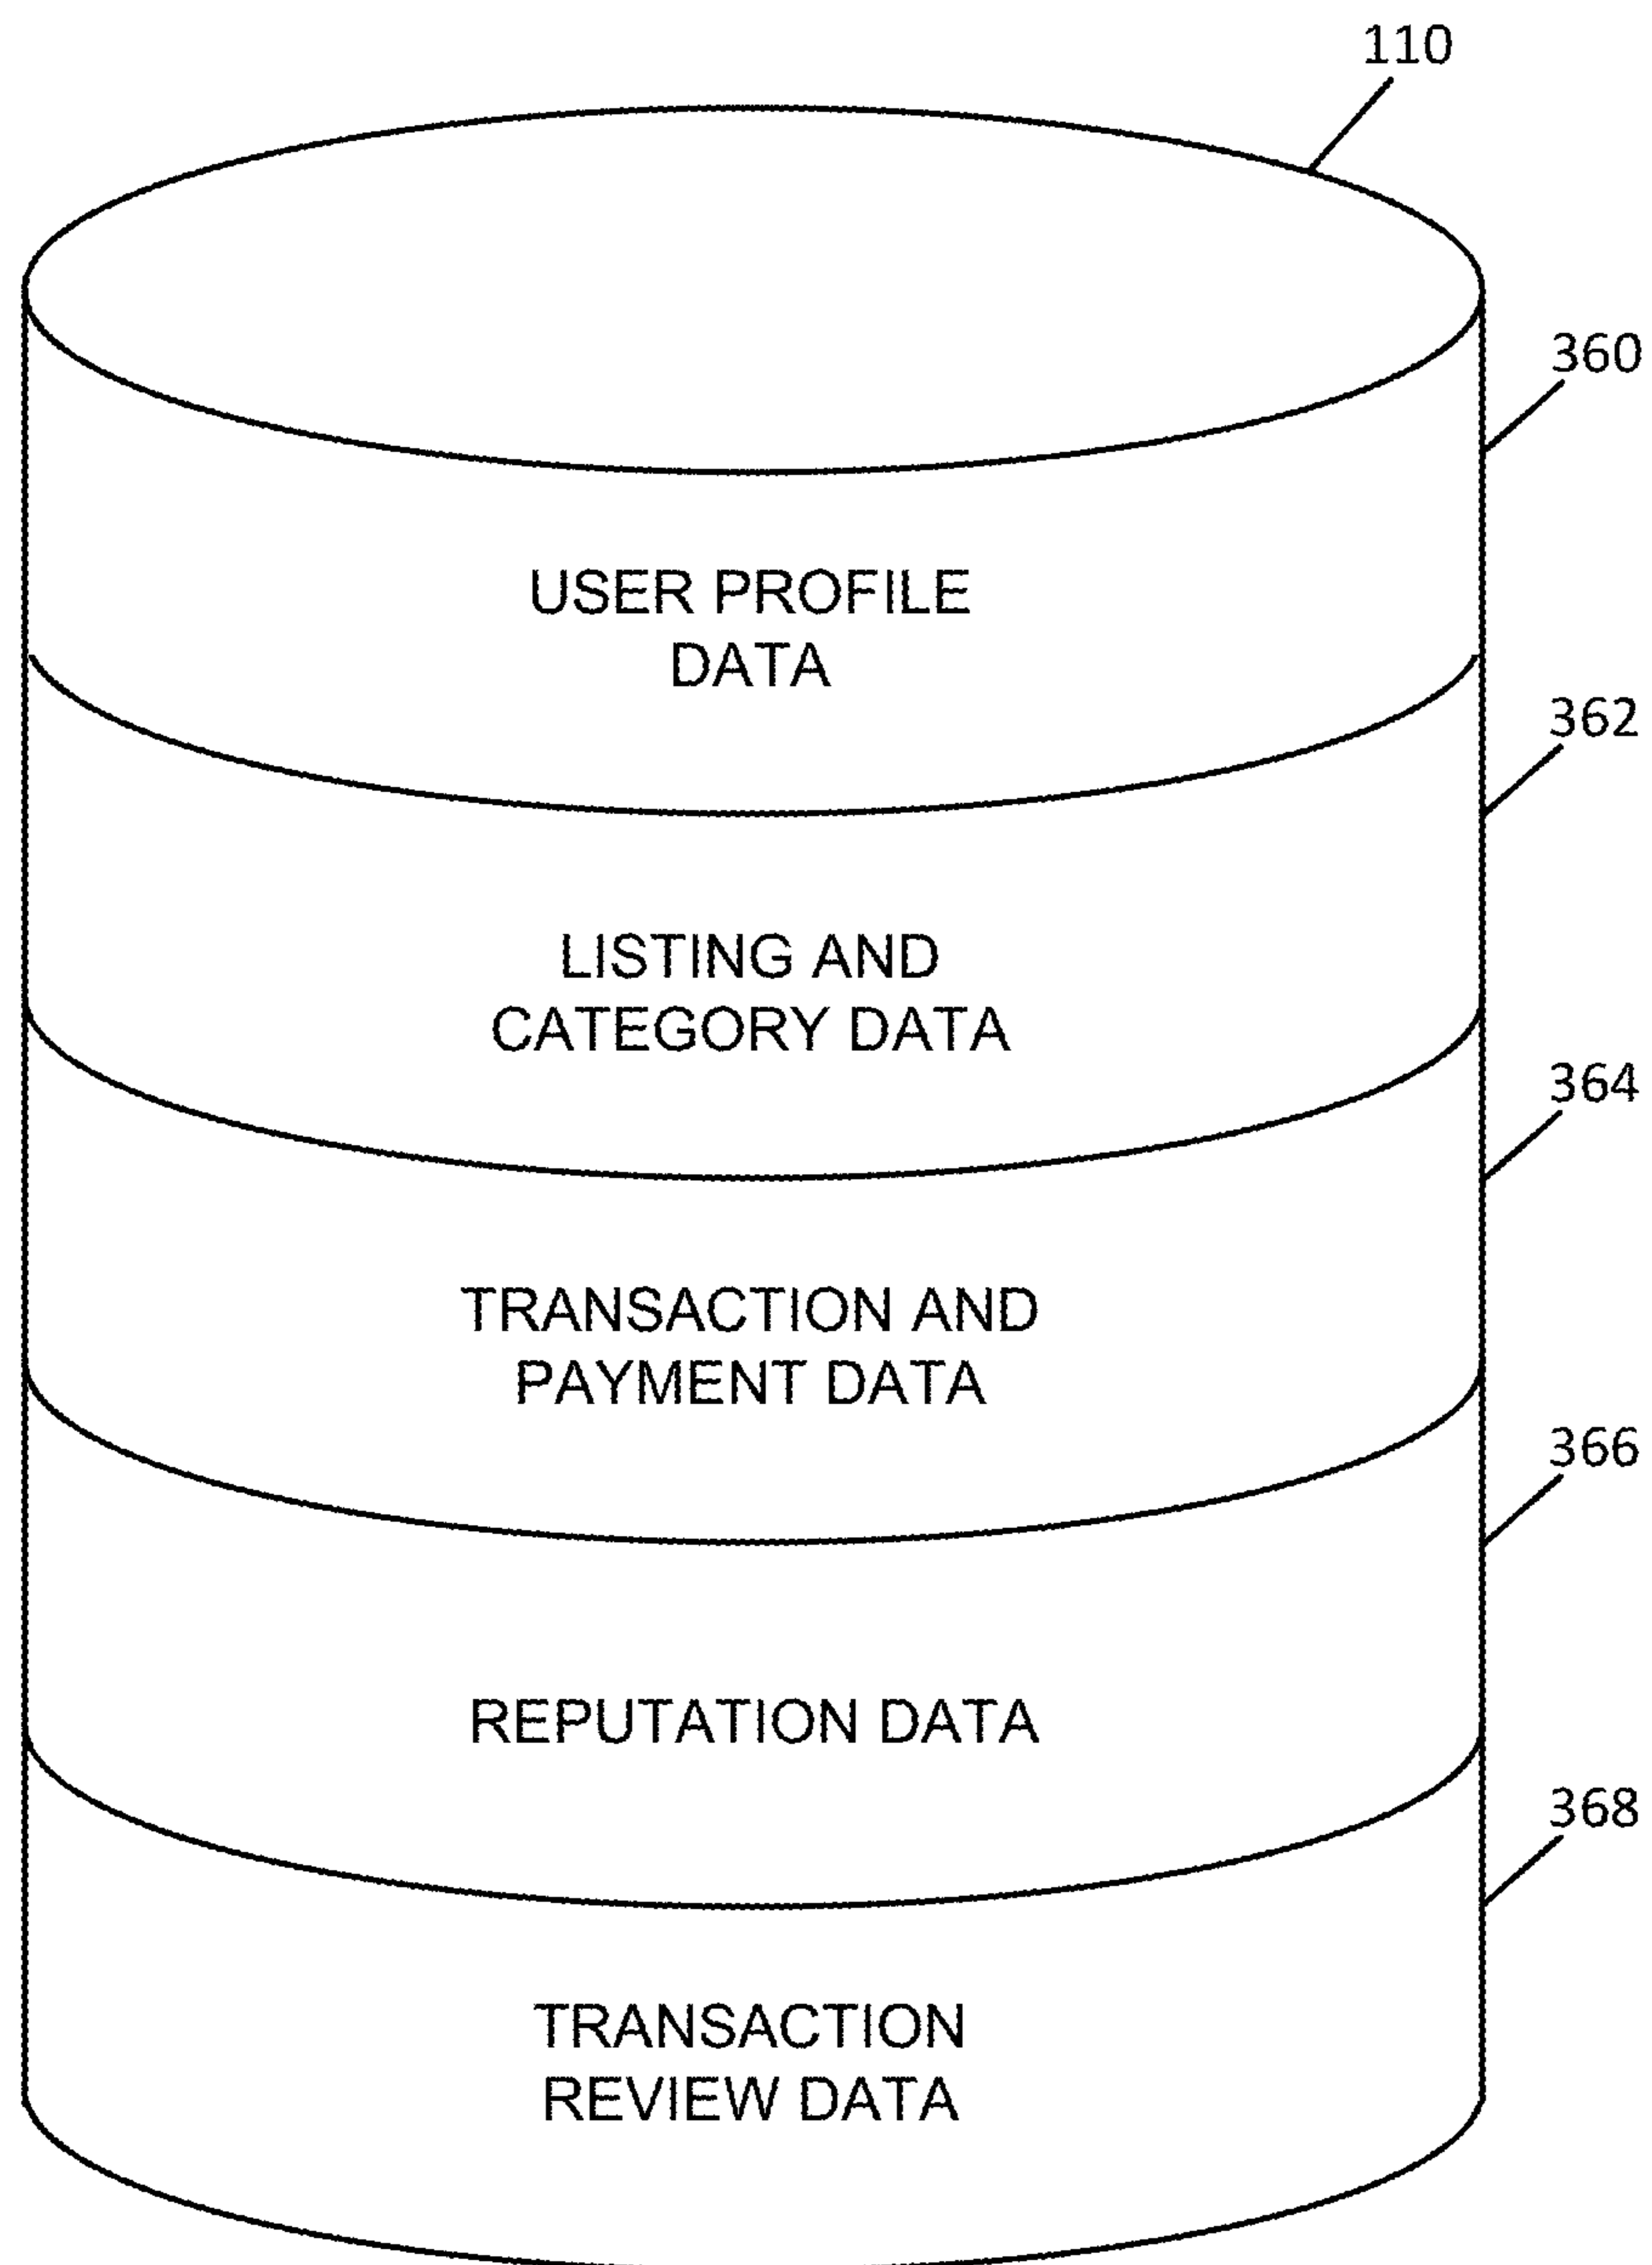 110
360
USER PROFILE
DATA
362
LISTING AND
CATEGORY DATA
364
TRANSACTION AND
PAYMENT DATA
366
REPUTATION DATA
368
TRANSACTION
REVIEW DATA